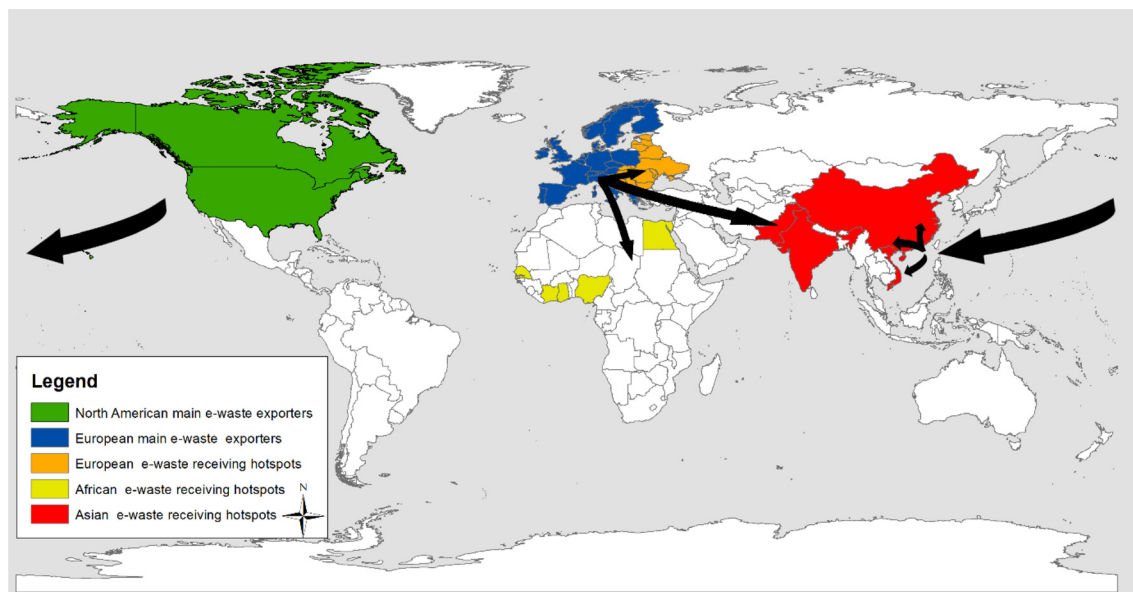 Legend
North American main e-waste exporters
European main e-waste exporters
European e-waste receiving hotspots
African e-waste receiving hotspots
Asian e-waste receiving hotspots
N